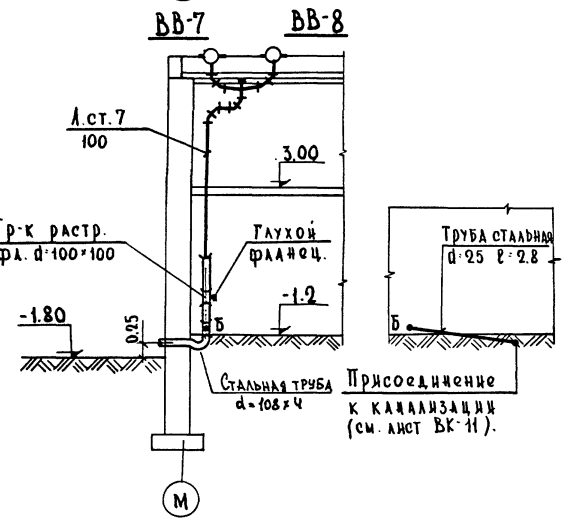 ВВ-7 ВВ-8
Л.ст.7
100
3.00
Тр-к растр.
фл. d=100×100
Глухой
фланец.
Труба стальная
d=25 ℓ=2.8
-1.80
0.25
Б
-1.2
Б
Стальная труба
d=108×4
Присоединение
к канализации
(см. лист ВК-11).
М